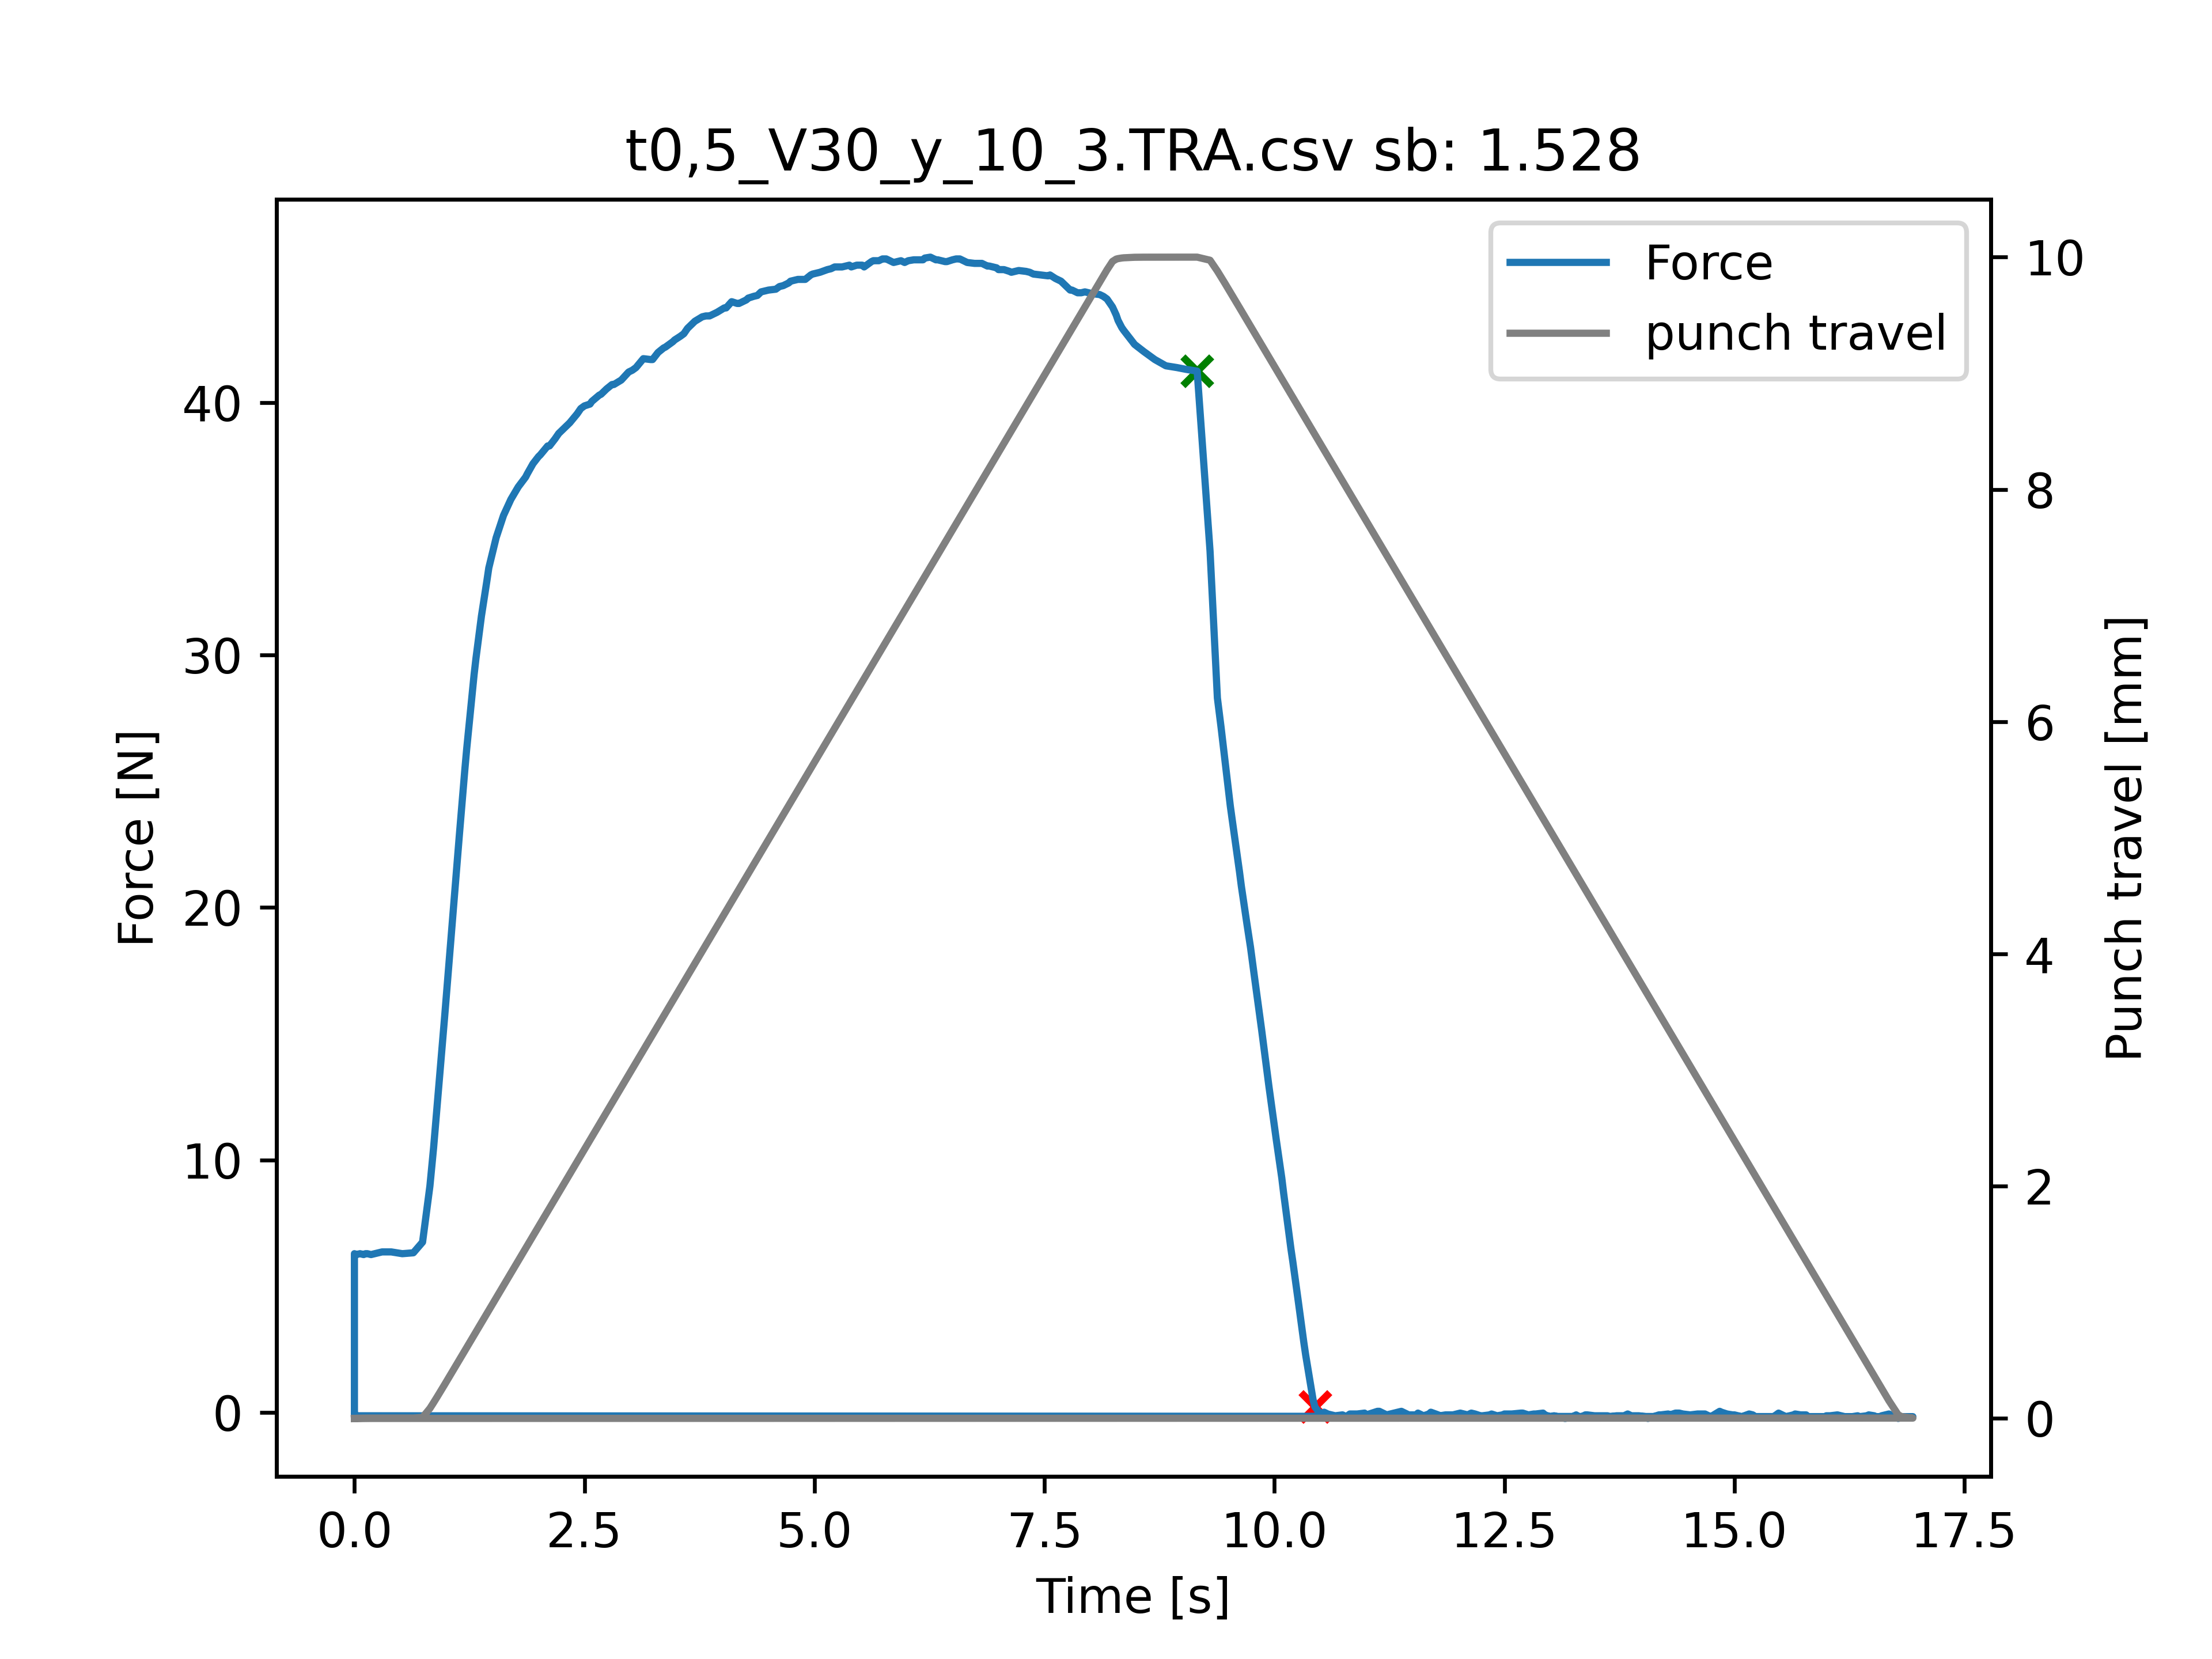 t0,5_V30_y_10_3.TRA.csv sb: 1.528
Force
punch travel
Force [N]
40
30
20
10
0
10
8
6
4
2
0
Punch travel [mm]
0.0 2.5 5.0 7.5 10.0 12.5 15.0 17.5
Time [s]